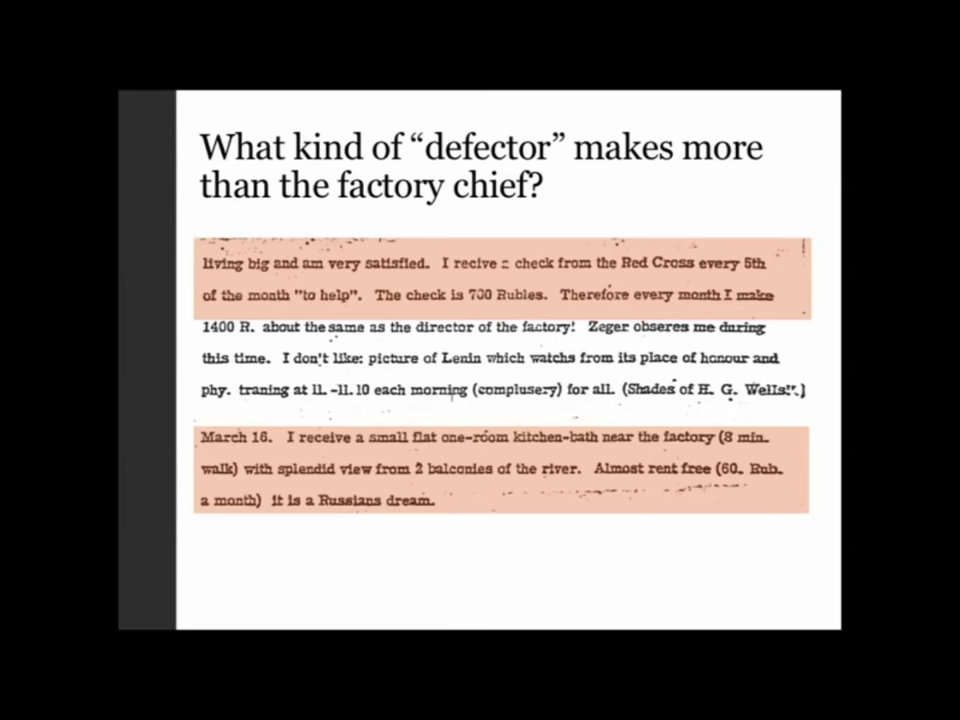 What kind of “defector” makes more
than the factory chief?
living big and am very satisfied. I recive a check from the Red Cross every 5th
of the month "to help". The check is 700 Rubles. Therefore every month I make
1400 R. about the same as the director of the factory! Zeger obseres me during
this time. I don't like: picture of Lenin which watchs from its place of honour and
phy. traning at 11.-11.10 each morning (complusery) for all. (Shades of H. G. Wells!!.)
March 16. I receive a small flat one-room kitchen-bath near the factory (8 min.
walk) with splendid view from 2 balconies of the river. Almost rent free (60. Rub.
a month) it is a Russians dream.